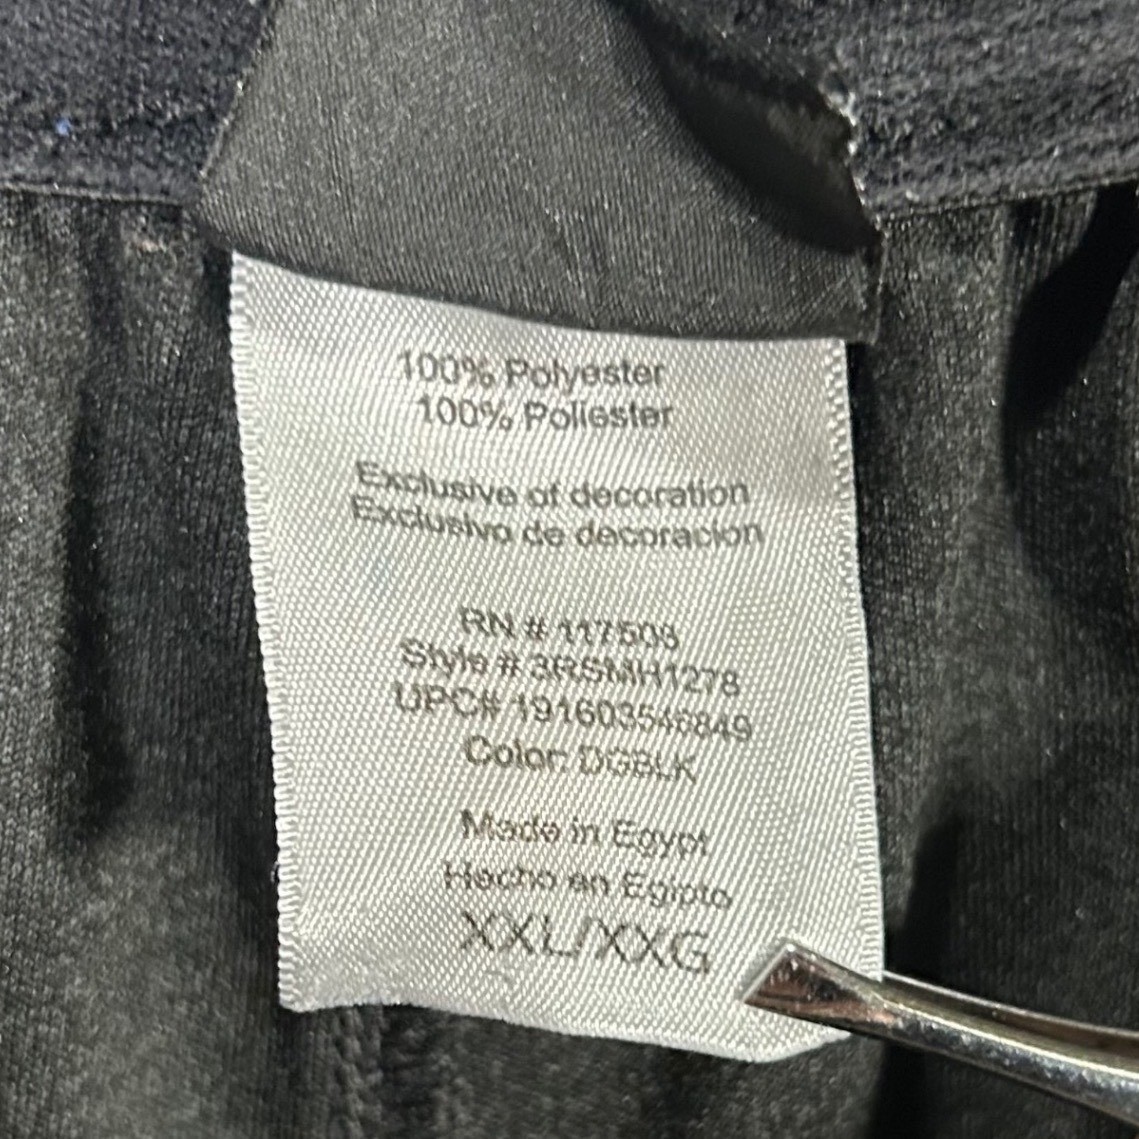 100% Polyester
100% Poliester
Exclusive of decoration
Exclusivo de decoracion
RN # 117508
Style # 3RSMH1278
UPC# 191603546849
Color: DGBLK
Made in Egypt
Hecho en Egipto
XXL/XXG